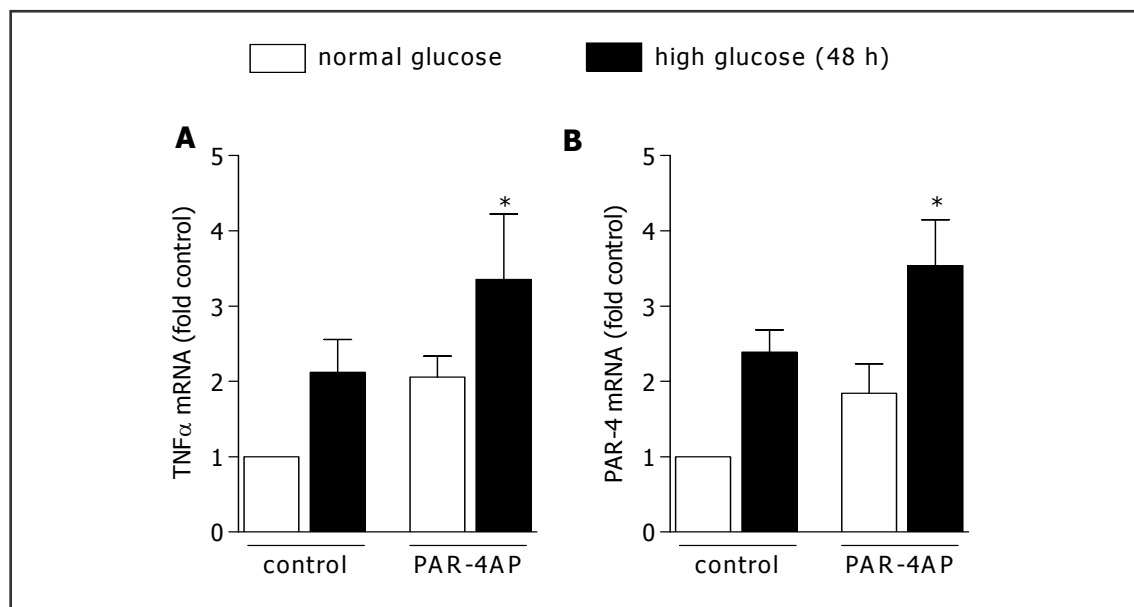 normal glucose
high glucose (48 h)
A
TNFα mRNA (fold control)
5
4
3
2
1
0
*
control
PAR-4AP
B
PAR-4 mRNA (fold control)
5
4
3
2
1
0
*
control
PAR-4AP